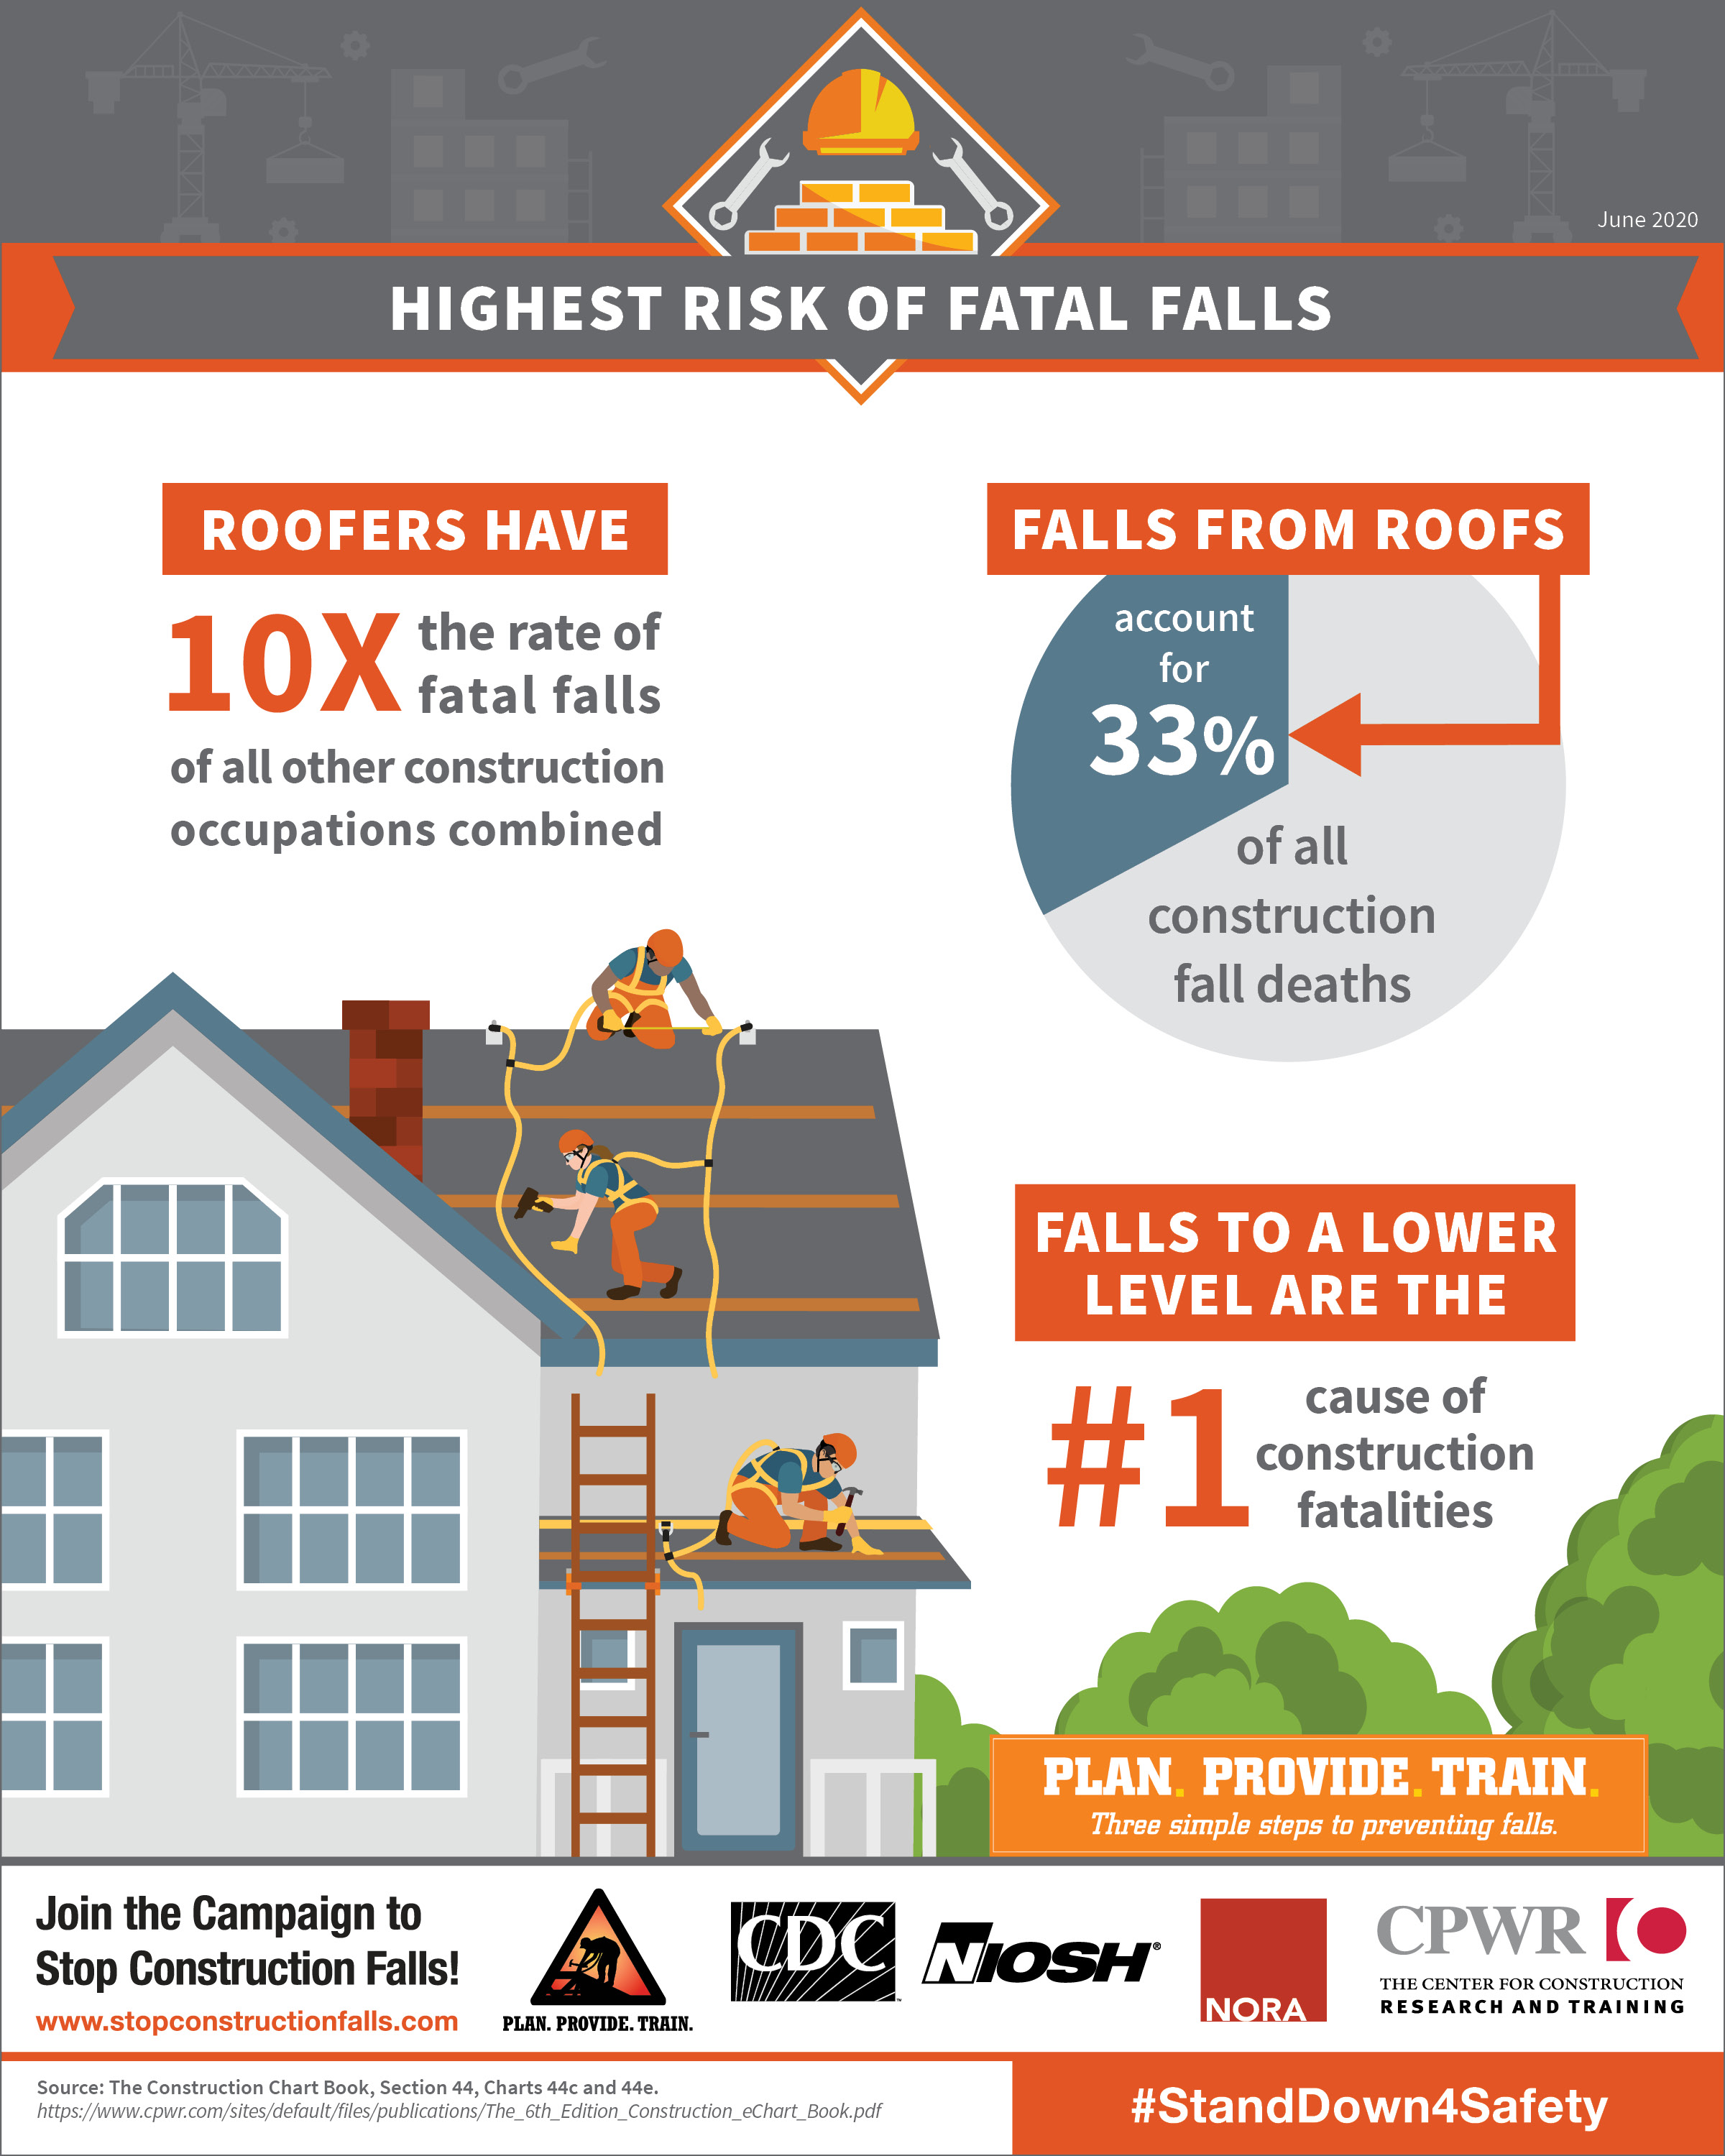 June 2020
HIGHEST RISK OF FATAL FALLS
ROOFERS HAVE
10X the rate of
fatal falls
of all other construction
occupations combined
FALLS FROM ROOFS
account
for
33%
of all
construction
fall deaths
FALLS TO A LOWER
LEVEL ARE THE
#1 cause of
construction
fatalities
PLAN. PROVIDE. TRAIN.
Three simple steps to preventing falls.
Join the Campaign to
Stop Construction Falls!
www.stopconstructionfalls.com
PLAN. PROVIDE. TRAIN.
CDC
™
NIOSH®
NORA
CPWR
THE CENTER FOR CONSTRUCTION
RESEARCH AND TRAINING
Source: The Construction Chart Book, Section 44, Charts 44c and 44e.
https://www.cpwr.com/sites/default/files/publications/The_6th_Edition_Construction_eChart_Book.pdf
#StandDown4Safety